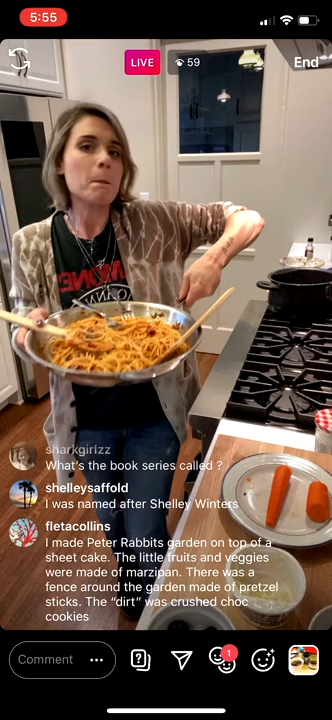 5:55
LIVE
59
End
sharkgirlzz
What's the book series called ?
shelleysaffold
I was named after Shelley Winters
fletacollins
I made Peter Rabbits garden on top of a
sheet cake. The little fruits and veggies
were made of marzipan. There was a
fence around the garden made of pretzel
sticks. The “dirt” was crushed choc
cookies
Comment
1